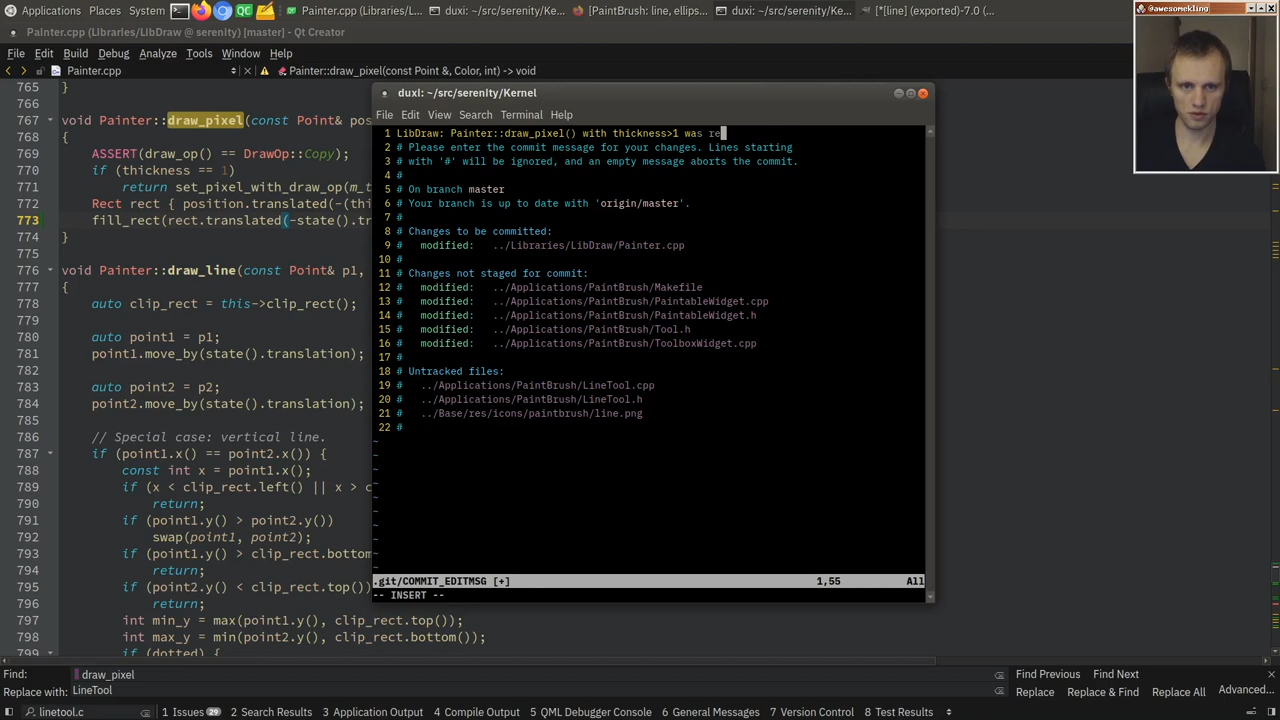 Applications Places System Painter.cpp (Libraries/L... duxi: ~/src/serenity/Ke... [PaintBrush: line, ellips... duxi: ~/src/serenity/Ke... [*[line] (exported)-7.0 (...
@awesomekling
Painter.cpp (Libraries/LibDraw @ serenity) [master] - Qt Creator
File Edit Build Debug Analyze Tools Window Help
Painter.cpp Painter::draw_pixel(const Point &, Color, int) -> void
765 }
766
767 void Painter::draw_pixel(const Point& pos
768 {
769 ASSERT(draw_op() == DrawOp::Copy);
770 if (thickness == 1)
771 return set_pixel_with_draw_op(m_t
772 Rect rect { position.translated(-(thi
773 fill_rect(rect.translated(-state().tr
774 }
775
776 void Painter::draw_line(const Point& p1,
777 {
778 auto clip_rect = this->clip_rect();
779
780 auto point1 = p1;
781 point1.move_by(state().translation);
782
783 auto point2 = p2;
784 point2.move_by(state().translation);
785
786 // Special case: vertical line.
787 if (point1.x() == point2.x()) {
788 const int x = point1.x();
789 if (x < clip_rect.left() || x > c
790 return;
791 if (point1.y() > point2.y())
792 swap(point1, point2);
793 if (point1.y() > clip_rect.bottom
794 return;
795 if (point2.y() < clip_rect.top())
796 return;
797 int min_y = max(point1.y(), clip_rect.top());
798 int max_y = min(point2.y(), clip_rect.bottom());
799 if (dotted) {
duxi: ~/src/serenity/Kernel
File Edit View Search Terminal Help
1 LibDraw: Painter::draw_pixel() with thickness>1 was re
2 # Please enter the commit message for your changes. Lines starting
3 # with '#' will be ignored, and an empty message aborts the commit.
4 #
5 # On branch master
6 # Your branch is up to date with 'origin/master'.
7 #
8 # Changes to be committed:
9 # modified: ../Libraries/LibDraw/Painter.cpp
10 #
11 # Changes not staged for commit:
12 # modified: ../Applications/PaintBrush/Makefile
13 # modified: ../Applications/PaintBrush/PaintableWidget.cpp
14 # modified: ../Applications/PaintBrush/PaintableWidget.h
15 # modified: ../Applications/PaintBrush/Tool.h
16 # modified: ../Applications/PaintBrush/ToolboxWidget.cpp
17 #
18 # Untracked files:
19 # ../Applications/PaintBrush/LineTool.cpp
20 # ../Applications/PaintBrush/LineTool.h
21 # ../Base/res/icons/paintbrush/line.png
22 #
~
~
~
~
~
~
~
~
~
~
.git/COMMIT_EDITMSG [+] 1,55 All
-- INSERT --
Find: draw_pixel Find Previous Find Next
Replace with: LineTool Replace Replace & Find Replace All Advanced...
linetool.c 1 Issues 29 2 Search Results 3 Application Output 4 Compile Output 5 QML Debugger Console 6 General Messages 7 Version Control 8 Test Results